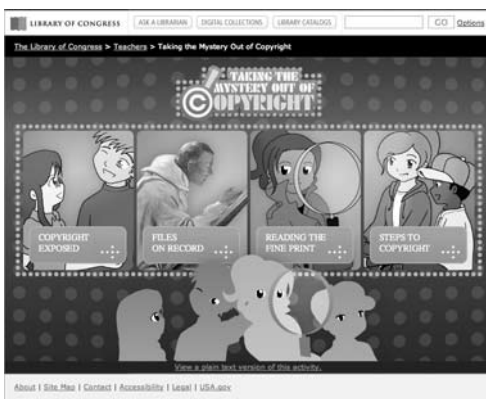 LIBRARY OF CONGRESS ASK A LIBRARIAN DIGITAL COLLECTIONS LIBRARY CATALOGS GO Options
The Library of Congress > Teachers > Taking the Mystery Out of Copyright
TAKING THE
MYSTERY OUT OF
©OPYRIGHT
COPYRIGHT
EXPOSED
FILES
ON RECORD
READING THE
FINE PRINT
STEPS TO
COPYRIGHT
View a plain text version of this activity.
About | Site Map | Contact | Accessibility | Legal | USA.gov